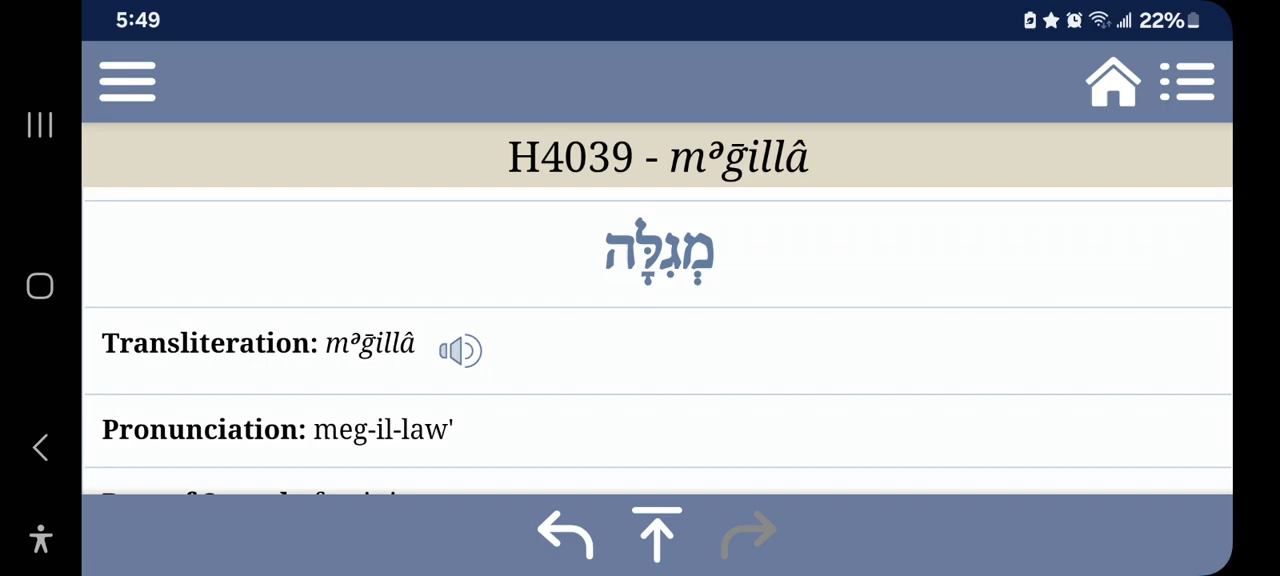 5:49
22%
H4039 - mᵊḡillâ
מְגִלָּה
Transliteration: mᵊḡillâ
Pronunciation: meg-il-law'